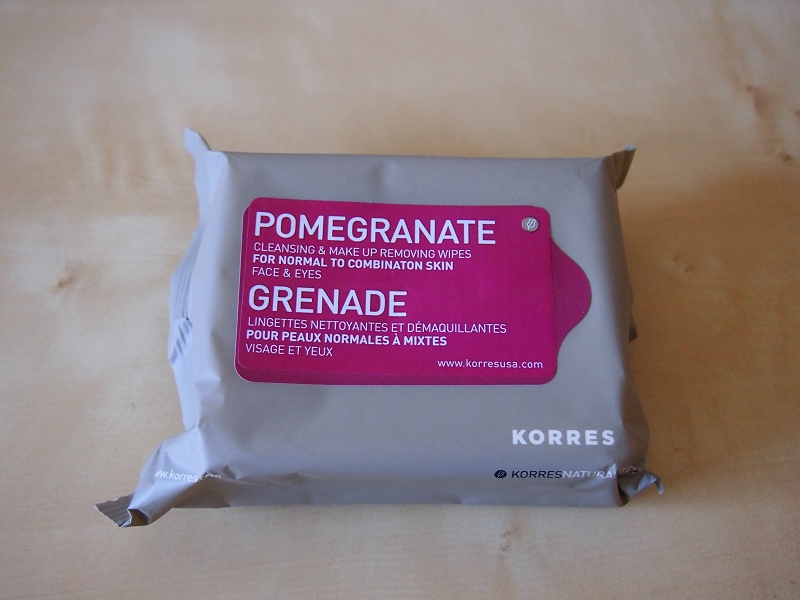 POMEGRANATE
CLEANSING & MAKE UP REMOVING WIPES
FOR NORMAL TO COMBINATON SKIN
FACE & EYES
GRENADE
LINGETTES NETTOYANTES ET DÉMAQUILLANTES
POUR PEAUX NORMALES À MIXTES
VISAGE ET YEUX
www.korresusa.com
KORRES
KORRESNATURA